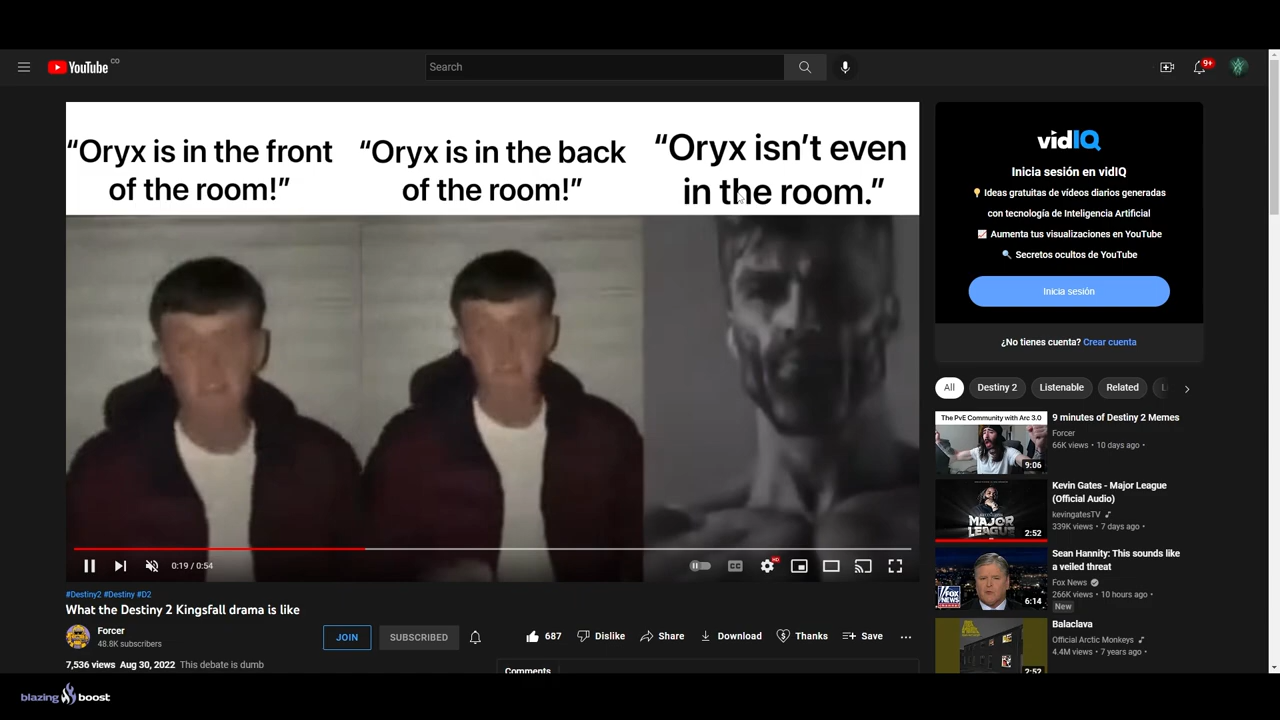 YouTube CO
Search
9+
“Oryx is in the front
of the room!”
“Oryx is in the back
of the room!”
“Oryx isn’t even
in the room.”
0:19 / 0:54
CC
HD
#Destiny2 #Destiny #D2
What the Destiny 2 Kingsfall drama is like
Forcer
48.8K subscribers
JOIN
SUBSCRIBED
687
Dislike
Share
Download
Thanks
Save
7,536 views Aug 30, 2022 This debate is dumb
Comments
vidIQ
Inicia sesión en vidIQ
Ideas gratuitas de vídeos diarios generadas
con tecnología de Inteligencia Artificial
Aumenta tus visualizaciones en YouTube
Secretos ocultos de YouTube
Inicia sesión
¿No tienes cuenta? Crear cuenta
All
Destiny 2
Listenable
Related
The PvE Community with Arc 3.0
9:06
9 minutes of Destiny 2 Memes
Forcer
66K views • 10 days ago •
MAJOR
LEAGUE
2:52
Kevin Gates - Major League
(Official Audio)
kevingatesTV
339K views • 7 days ago •
FOX
NEWS
6:14
Sean Hannity: This sounds like
a veiled threat
Fox News
266K views • 10 hours ago •
New
2:52
Balaclava
Official Arctic Monkeys
4.4M views • 7 years ago •
blazing boost